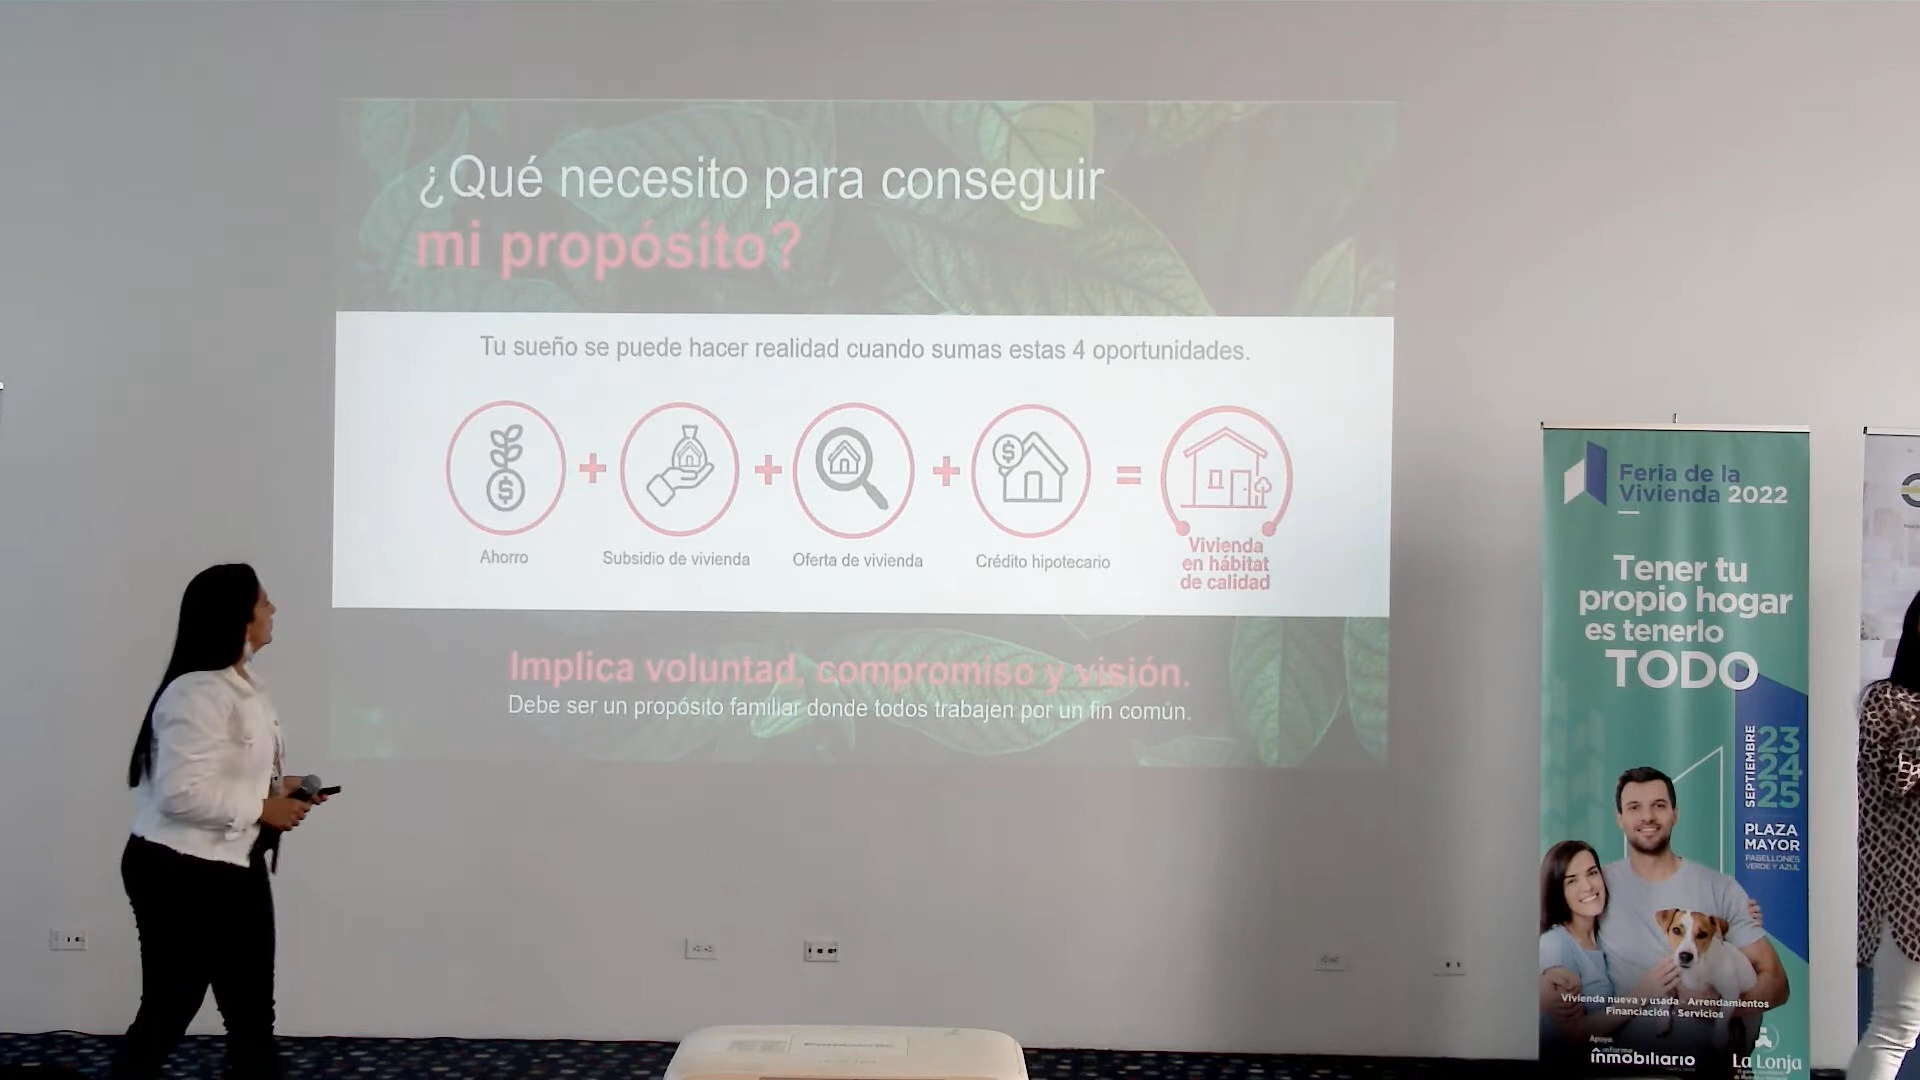 ¿Qué necesito para conseguir
mi propósito?
Tu sueño se puede hacer realidad cuando sumas estas 4 oportunidades.
$
+
+
+
$
=
Ahorro
Subsidio de vivienda
Oferta de vivienda
Crédito hipotecario
Vivienda
en hábitat
de calidad
Implica voluntad, compromiso y visión.
Debe ser un propósito familiar donde todos trabajen por un fin común.
Feria de la
Vivienda 2022
Tener tu
propio hogar
es tenerlo
TODO
SEPTIEMBRE
23
24
25
PLAZA
MAYOR
PABELLONES
VERDE Y AZUL
Vivienda nueva y usada · Arrendamientos
Financiación · Servicios
Apoya:
informe
inmobiliario
La Lonja